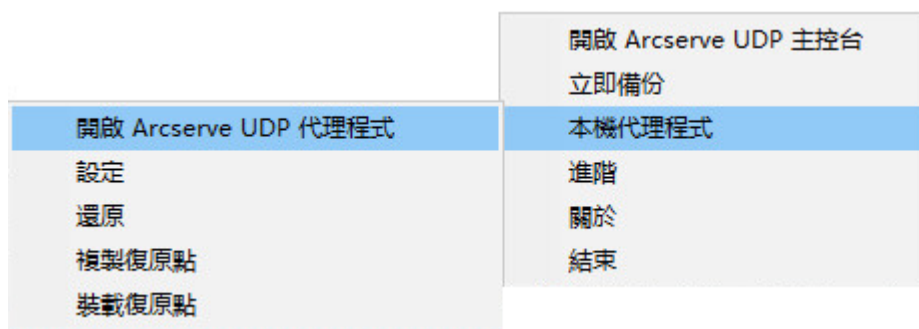 開啟 Arcserve UDP 主控台
立即備份
本機代理程式
進階
關於
結束
開啟 Arcserve UDP 代理程式
設定
還原
複製復原點
裝載復原點